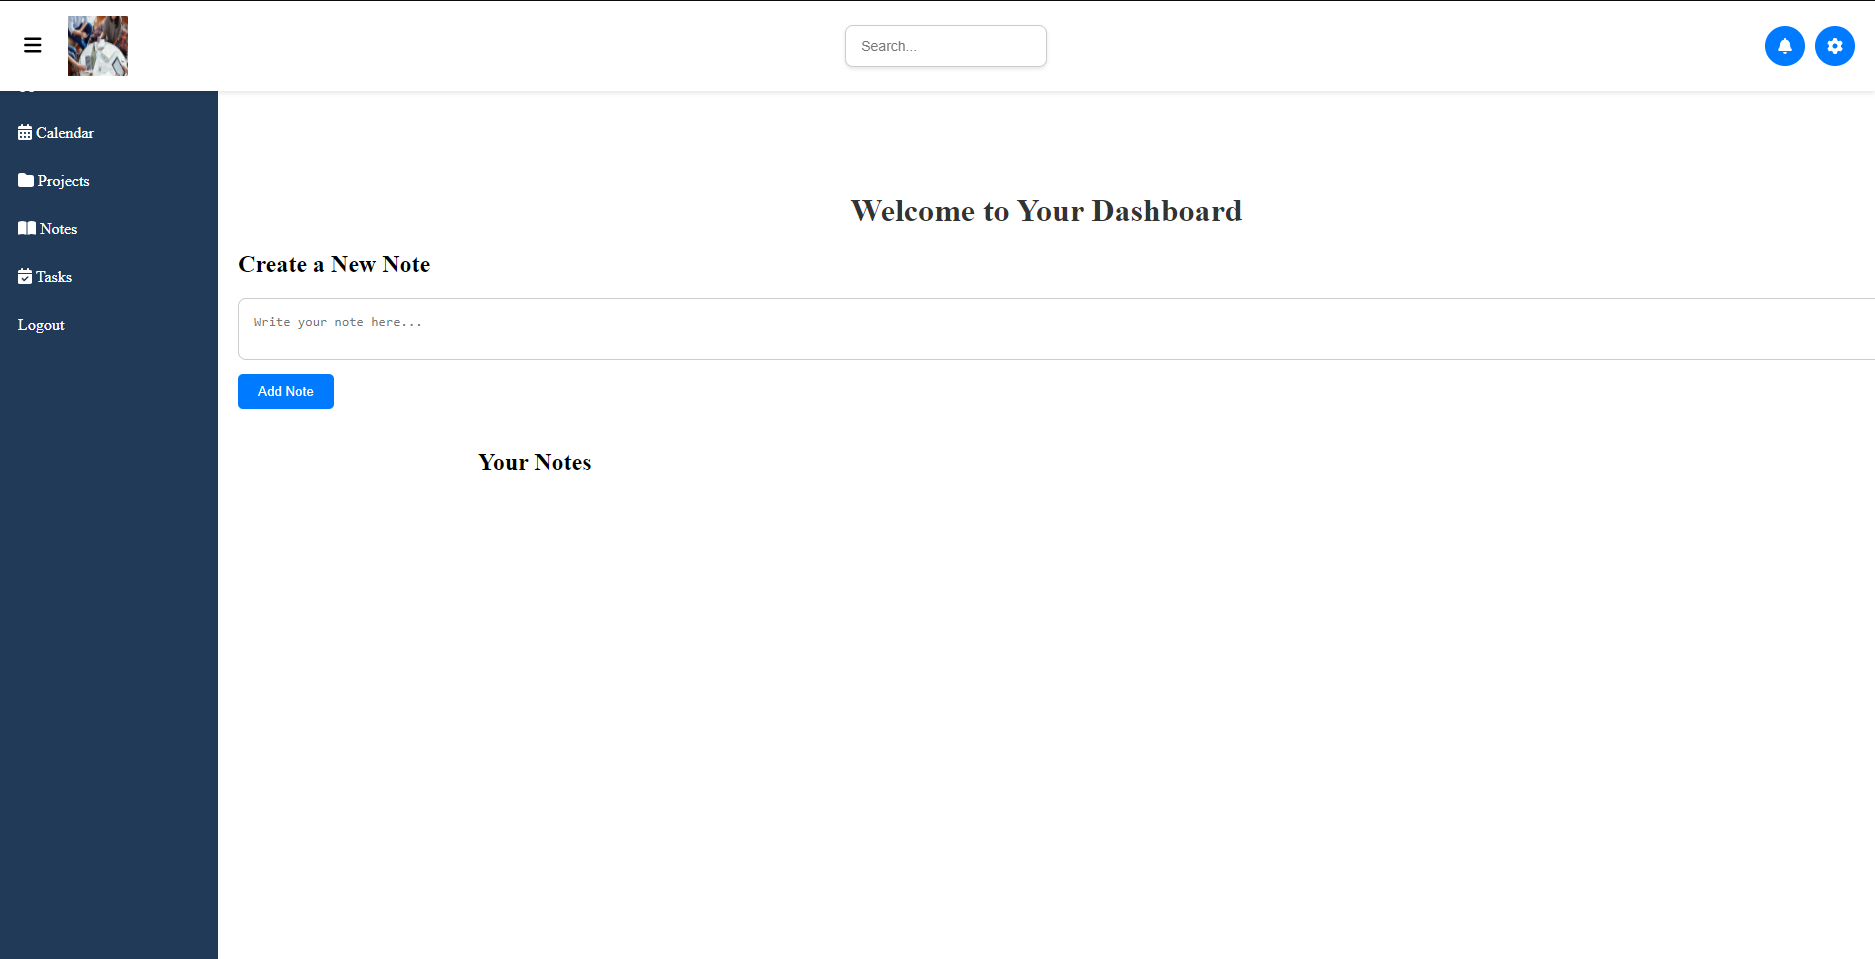 Search...
Calendar
Projects
Notes
Tasks
Logout
Welcome to Your Dashboard
Create a New Note
Write your note here...
Add Note
Your Notes